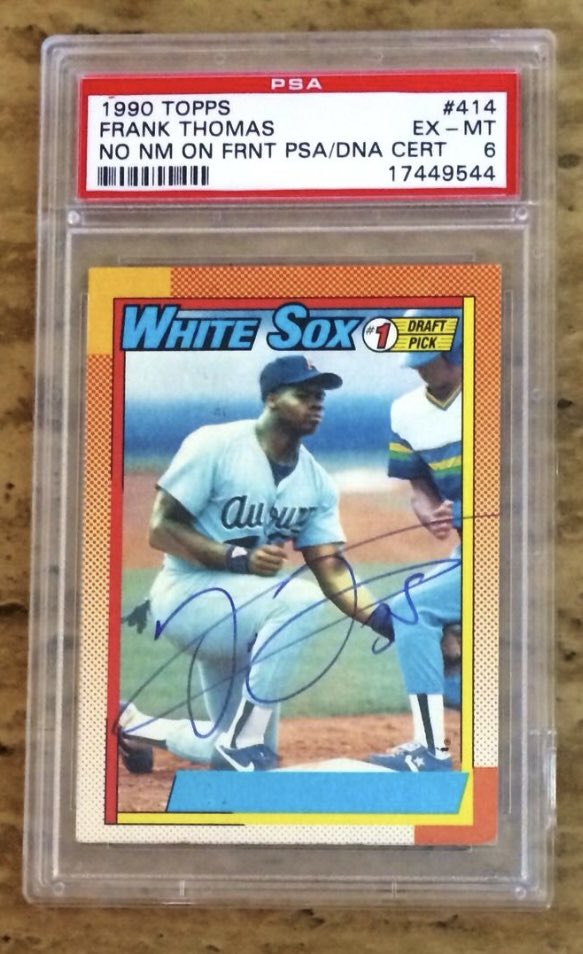 PSA
1990 TOPPS #414
FRANK THOMAS EX - MT
NO NM ON FRNT PSA/DNA CERT 6
17449544
WHITE SOX #1 DRAFT PICK
Auburn